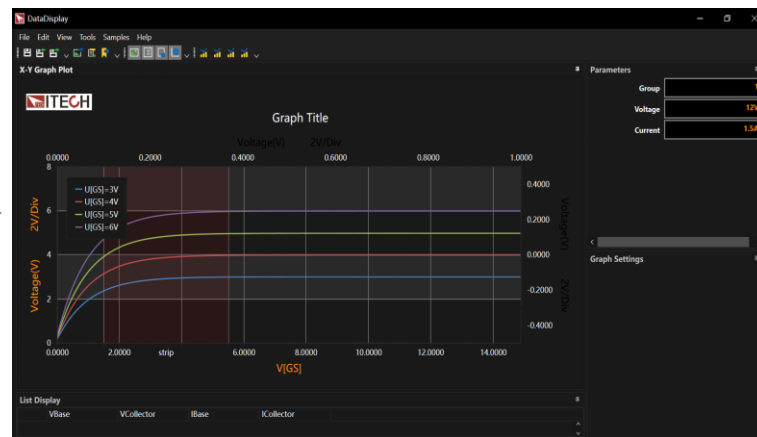 DataDisplay
File Edit View Tools Samples Help
X-Y Graph Plot
ITECH
Graph Title
Voltage(V) 2V/Div
0.0000 0.2000 0.4000 0.6000 0.8000 1.0000
8
6
4
2
0
2V/Div
Voltage(V)
U[GS]=3V
U[GS]=4V
U[GS]=5V
U[GS]=6V
0.4000
0.2000
0.0000
-0.2000
-0.4000
Voltage(V)
2V/Div
0.0000 2.0000 strip 6.0000 8.0000 10.0000 12.0000 14.0000
V[GS]
List Display
VBase VCollector IBase ICollector
Parameters
Group
Voltage 12V
Current 1.5A
Graph Settings